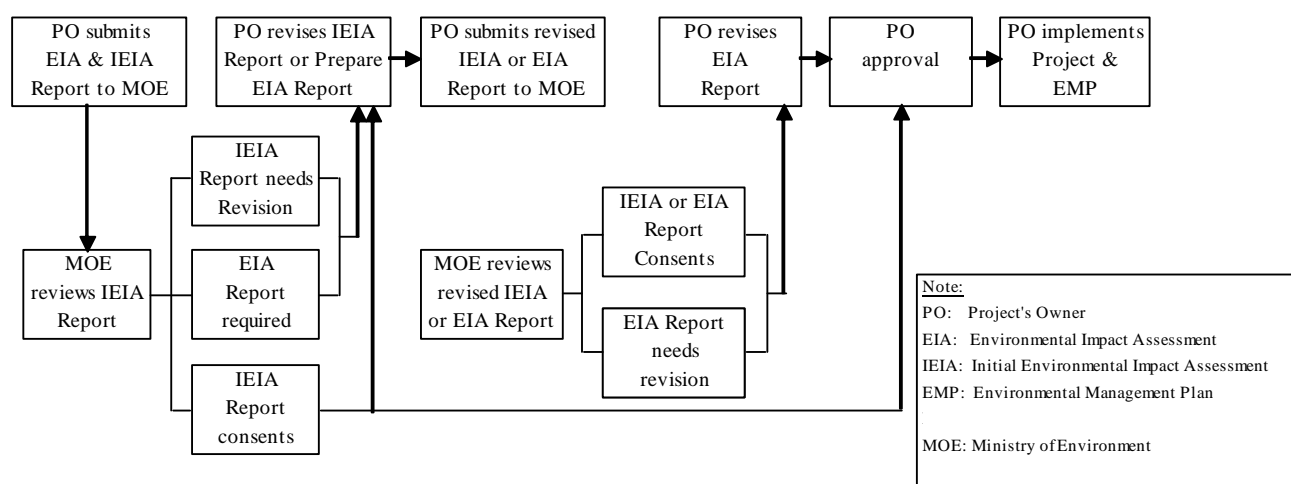 PO submits
EIA & IEIA
Report to MOE
PO revises IEIA
Report or Prepare
EIA Report
PO submits revised
IEIA or EIA
Report to MOE
PO revises
EIA
Report
PO
approval
PO implements
Project &
EMP
IEIA
Report needs
Revision
MOE
reviews IEIA
Report
EIA
Report
required
IEIA
Report
consents
MOE reviews
revised IEIA
or EIA Report
IEIA or EIA
Report
Consents
EIA Report
needs
revision
Note:
PO: Project's Owner
EIA: Environmental Impact Assessment
IEIA: Initial Environmental Impact Assessment
EMP: Environmental Management Plan
MOE: Ministry of Environment